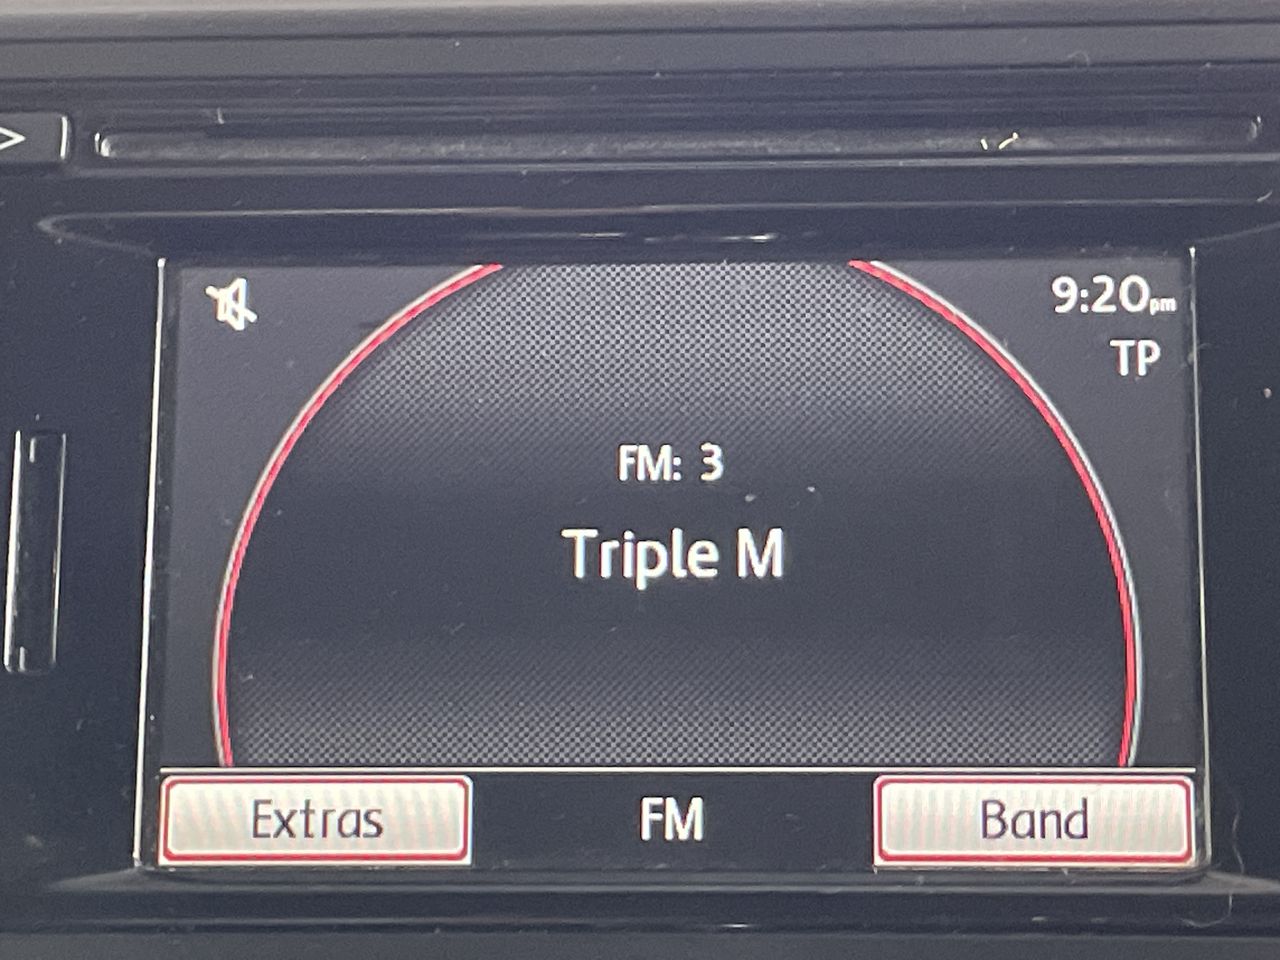 9:20pm
TP
FM: 3
Triple M
Extras FM Band